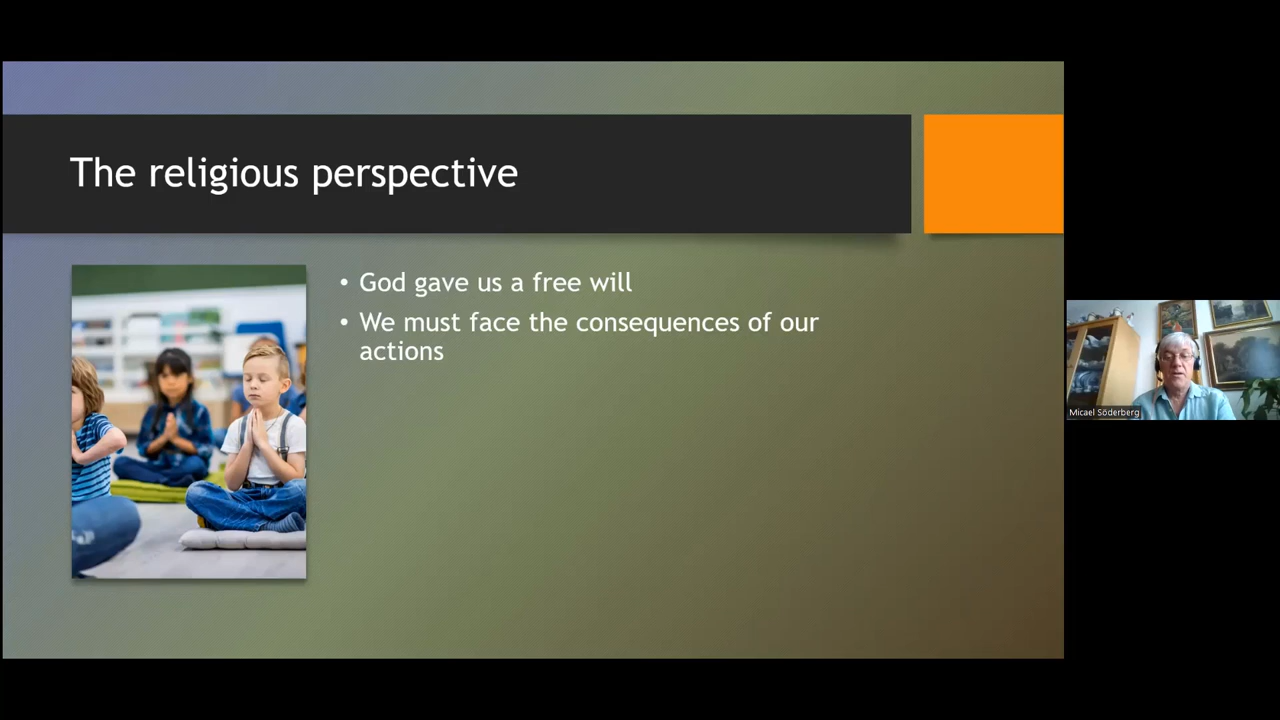 The religious perspective
• God gave us a free will
• We must face the consequences of our
actions
Micael Söderberg